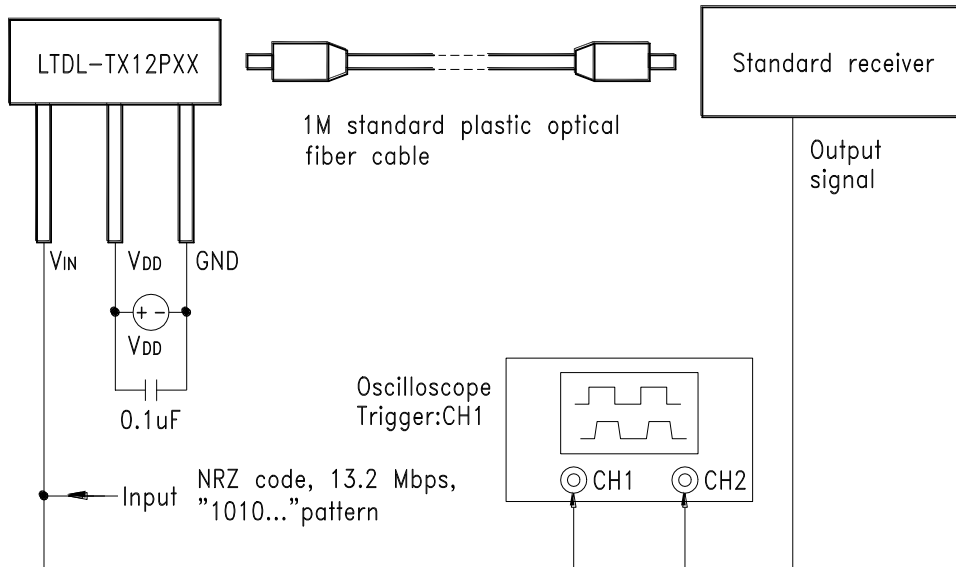 LTDL-TX12PXX
Standard receiver
1M standard plastic optical
fiber cable
Output
signal
VIN
VDD
GND
+ -
VDD
0.1uF
Oscilloscope
Trigger:CH1
CH1
CH2
Input
NRZ code, 13.2 Mbps,
"1010..."pattern